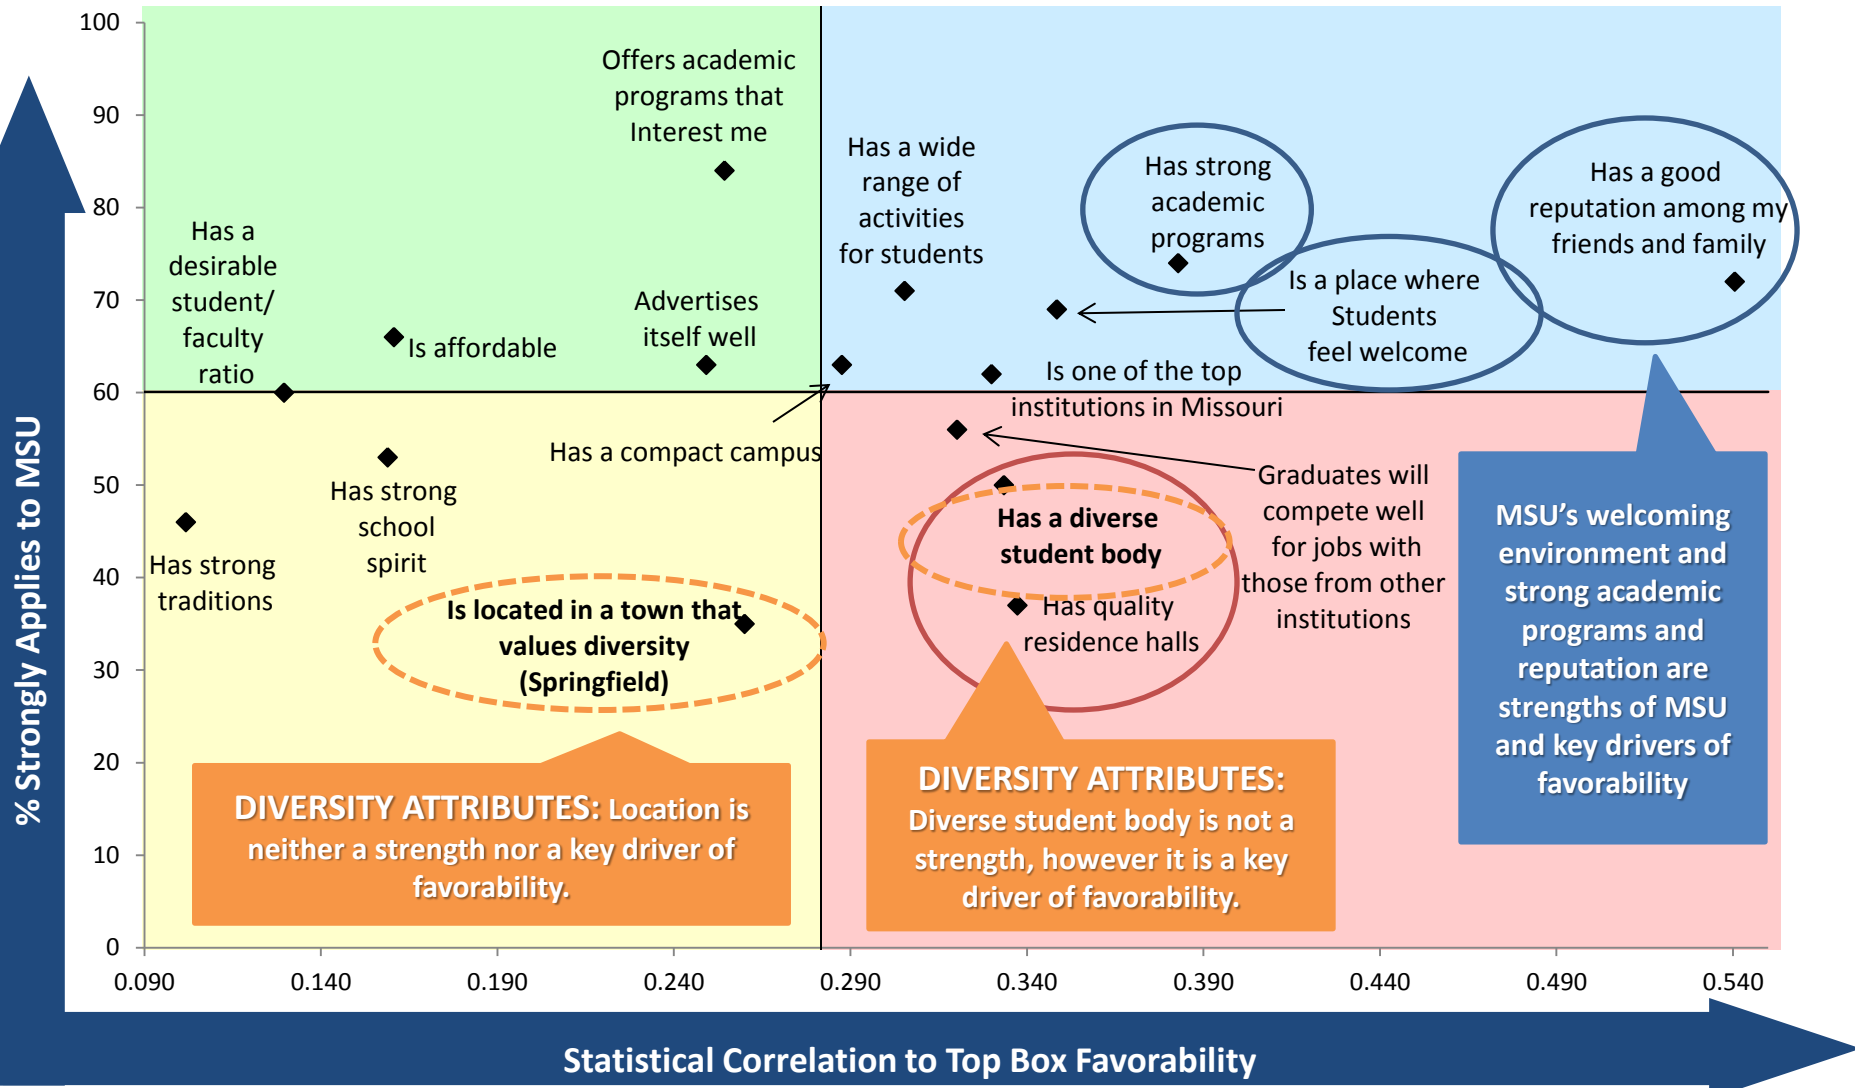 % Strongly Applies to MSU
100
90
80
70
60
50
40
30
20
10
0
Offers academic
programs that
Interest me
Has a
desirable
student/
faculty
ratio
Is affordable
Advertises
itself well
Has a wide
range of
activities
for students
Has strong
academic
programs
Is a place where
Students
feel welcome
Has a good
reputation among my
friends and family
Is one of the top
institutions in Missouri
Has a compact campus
Has strong
school
spirit
Has strong
traditions
Is located in a town that
values diversity
(Springfield)
Has a diverse
student body
Has quality
residence halls
Graduates will
compete well
for jobs with
those from other
institutions
MSU's welcoming
environment and
strong academic
programs and
reputation are
strengths of MSU
and key drivers of
favorability
DIVERSITY ATTRIBUTES: Location is
neither a strength nor a key driver of
favorability.
DIVERSITY ATTRIBUTES:
Diverse student body is not a
strength, however it is a key
driver of favorability.
0.090 0.140 0.190 0.240 0.290 0.340 0.390 0.440 0.490 0.540
Statistical Correlation to Top Box Favorability